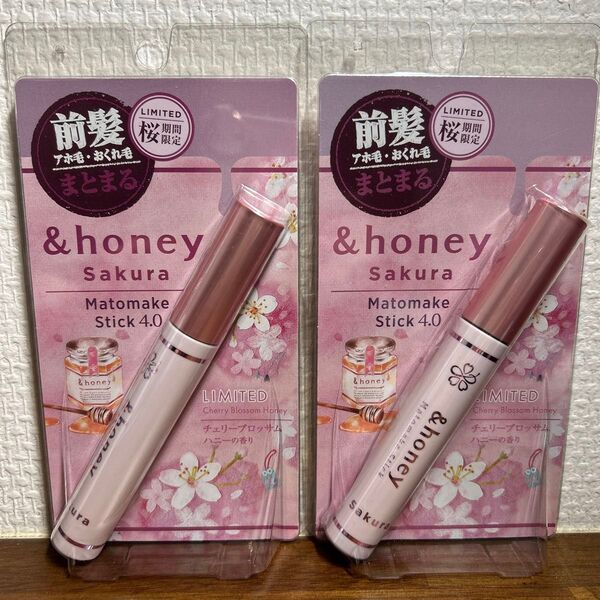 前髪
アホ毛・おくれ毛
まとまる
LIMITED
桜 期間限定
&honey
Sakura
Matomake
Stick 4.0
&honey
LIMITED
Cherry Blossom Honey
チェリーブロッサム
ハニーの香り
&honey
前髪
アホ毛・おくれ毛
まとまる
LIMITED
桜 期間限定
&honey
Sakura
Matomake
Stick 4.0
&honey
LIMITED
Cherry Blossom Honey
チェリーブロッサム
ハニーの香り
&honey
Matomake Stick
Sakura